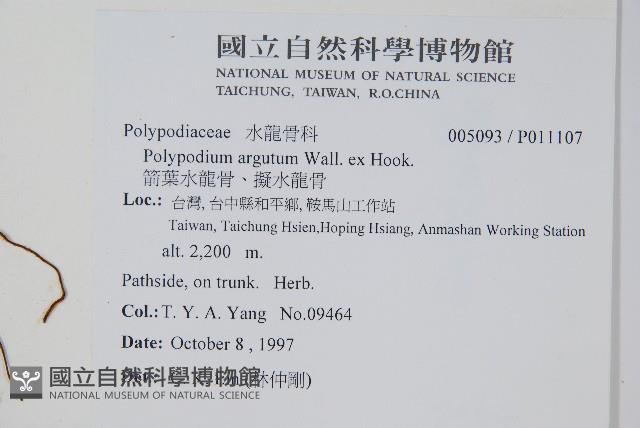 國立自然科學博物館
NATIONAL MUSEUM OF NATURAL SCIENCE
TAICHUNG, TAIWAN, R.O.CHINA
Polypodiaceae 水龍骨科 005093 / P011107
Polypodium argutum Wall. ex Hook.
箭葉水龍骨、擬水龍骨
Loc.: 台灣, 台中縣和平鄉, 鞍馬山工作站
Taiwan, Taichung Hsien,Hoping Hsiang, Anmashan Working Station
alt. 2,200 m.
Pathside, on trunk. Herb.
Col.: T. Y. A. Yang No.09464
Date: October 8 , 1997
(林仲剛)
國立自然科學博物館
NATIONAL MUSEUM OF NATURAL SCIENCE